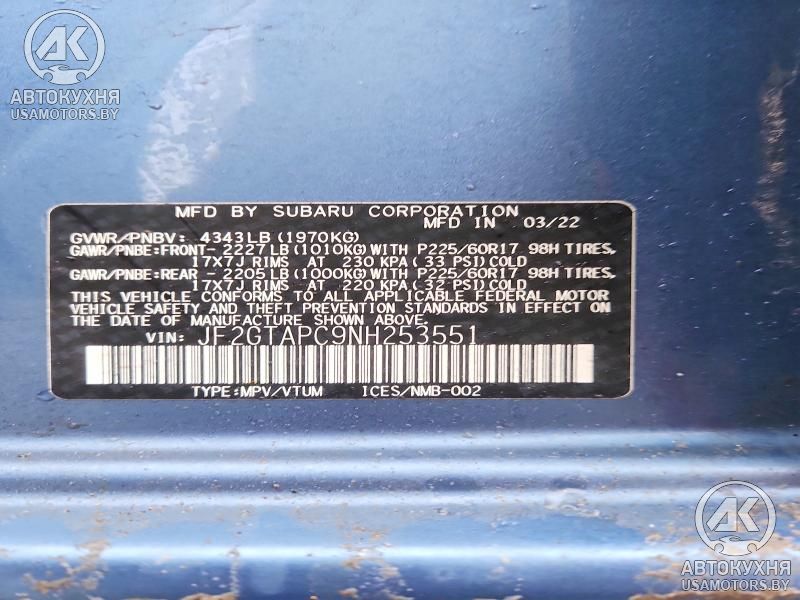 AK
АВТОКУХНЯ
USAMOTORS.BY
MFD BY SUBARU CORPORATION
MFD IN 03/22
GVWR/PNBV: 4343LB (1970KG)
GAWR/PNBE:FRONT-2227LB (1010KG) WITH P225/60R17 98H TIRES,
17X7J RIMS AT 230 KPA (33 PSI) COLD
GAWR/PNBE:REAR -2205LB (1000KG) WITH P225/60R17 98H TIRES,
17X7J RIMS AT 220 KPA (32 PSI) COLD
THIS VEHICLE CONFORMS TO ALL APPLICABLE FEDERAL MOTOR
VEHICLE SAFETY AND THEFT PREVENTION STANDARDS IN EFFECT ON
THE DATE OF MANUFACTURE SHOWN ABOVE.
VIN: JF2GTAPC9NH253551
TYPE:MPV/VTUM ICES/NMB-002
AK
АВТОКУХНЯ
USAMOTORS.BY